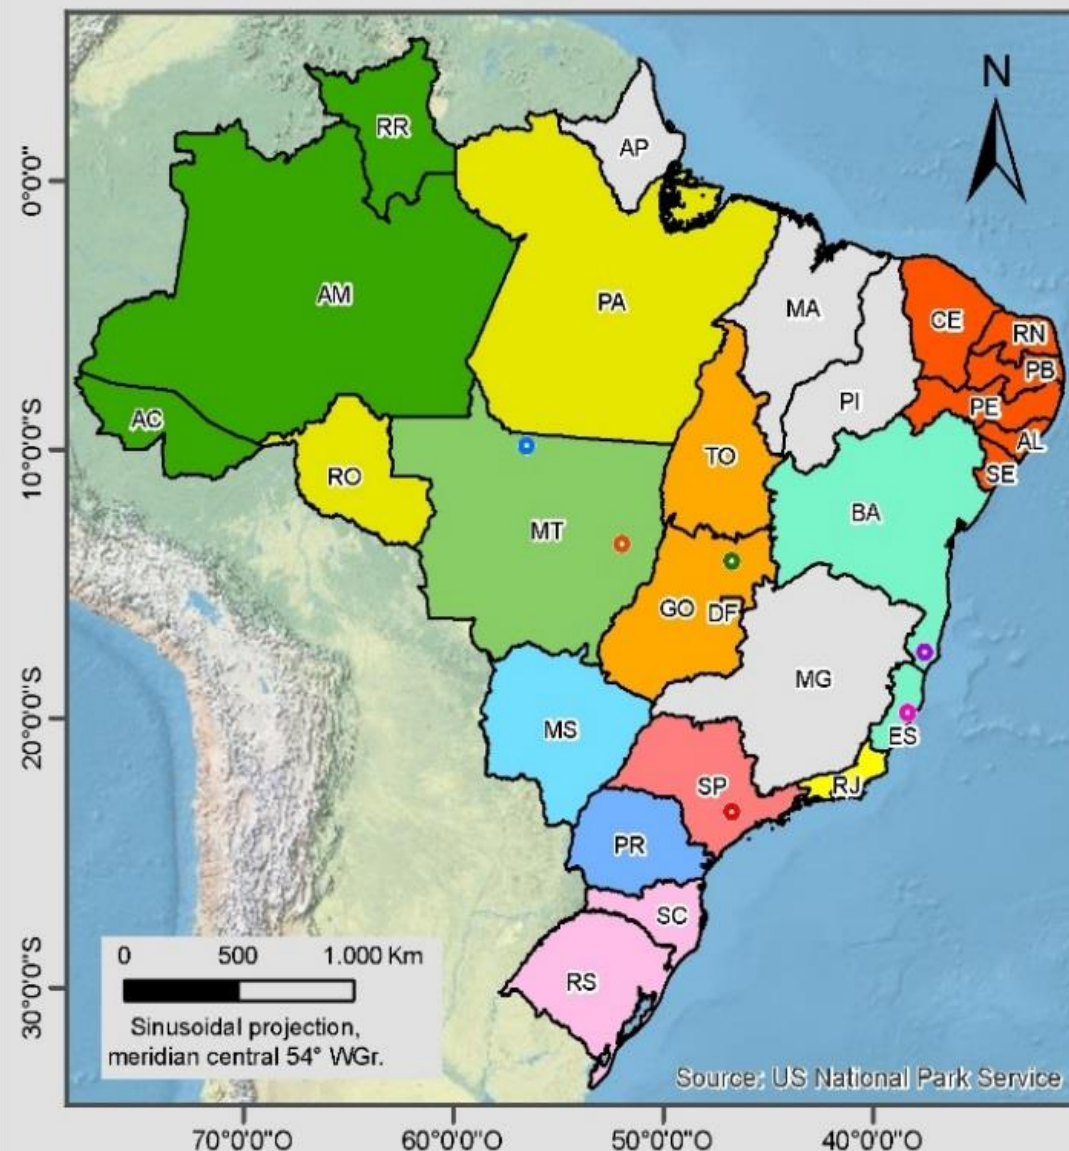 N
RR
AP
0°0'0"
AM
PA
MA
CE
RN
PB
PI
PE
AC
AL
10°0'0"S
RO
TO
SE
BA
MT
GO
DF
MG
20°0'0"S
MS
ES
SP
RJ
PR
SC
0 500 1.000 Km
RS
30°0'0"S
Sinusoidal projection,
meridian central 54° WGr.
Source: US National Park Service
70°0'0"O 60°0'0"O 50°0'0"O 40°0'0"O